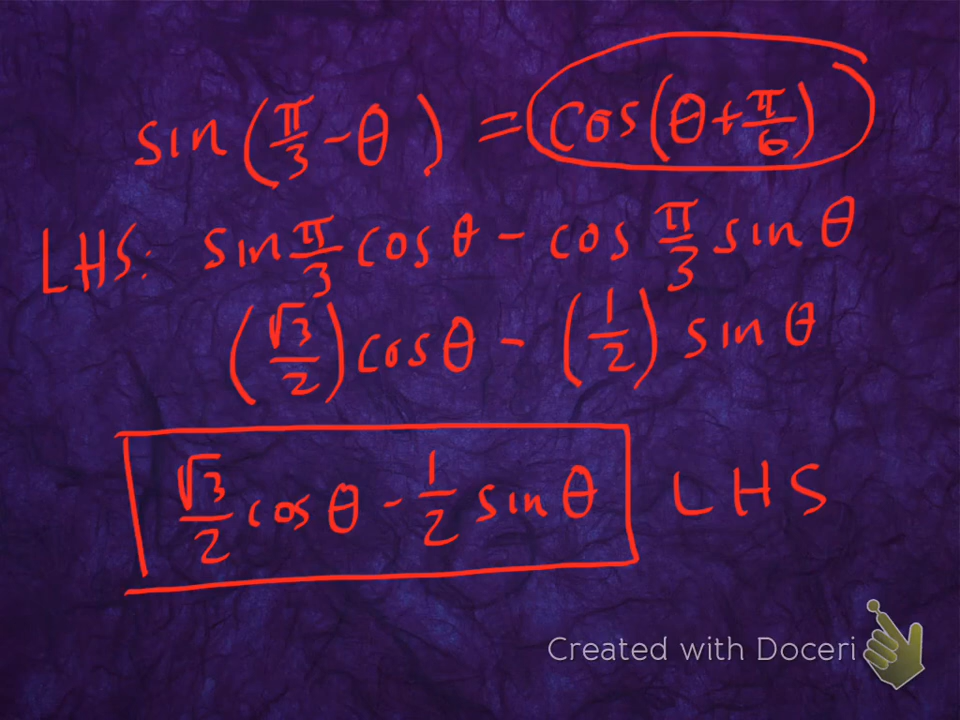 sin(π/3 - θ) = cos(θ + π/6)
LHS: sin π/3 cos θ - cos π/3 sin θ
(√3/2) cos θ - (1/2) sin θ
√3/2 cos θ - 1/2 sin θ LHS
Created with Doceri